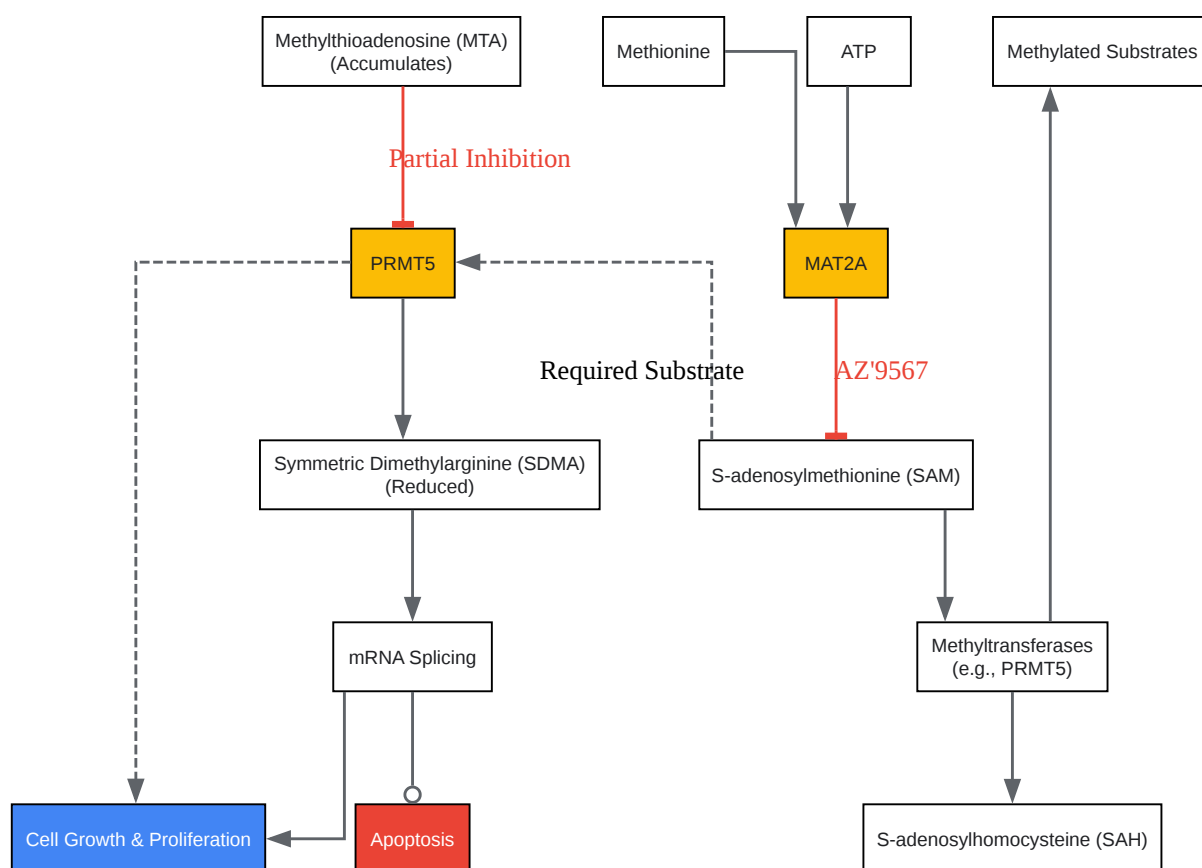 Methylthioadenosine (MTA)
(Accumulates)
Methionine
ATP
Methylated Substrates
Partial Inhibition
PRMT5
MAT2A
Required Substrate
AZ'9567
Symmetric Dimethylarginine (SDMA)
(Reduced)
S-adenosylmethionine (SAM)
mRNA Splicing
Methyltransferases
(e.g., PRMT5)
Cell Growth & Proliferation
Apoptosis
S-adenosylhomocysteine (SAH)